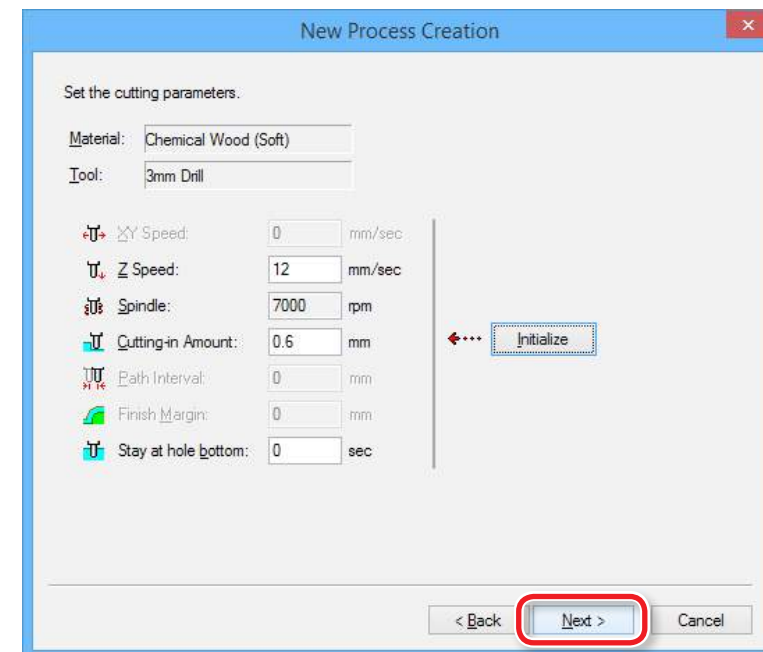 New Process Creation
Set the cutting parameters.
Material: Chemical Wood (Soft)
Tool: 3mm Drill
XY Speed: 0 mm/sec
Z Speed: 12 mm/sec
Spindle: 7000 rpm
Cutting-in Amount: 0.6 mm
Initialize
Path Interval: 0 mm
Finish Margin: 0 mm
Stay at hole bottom: 0 sec
< Back Next > Cancel